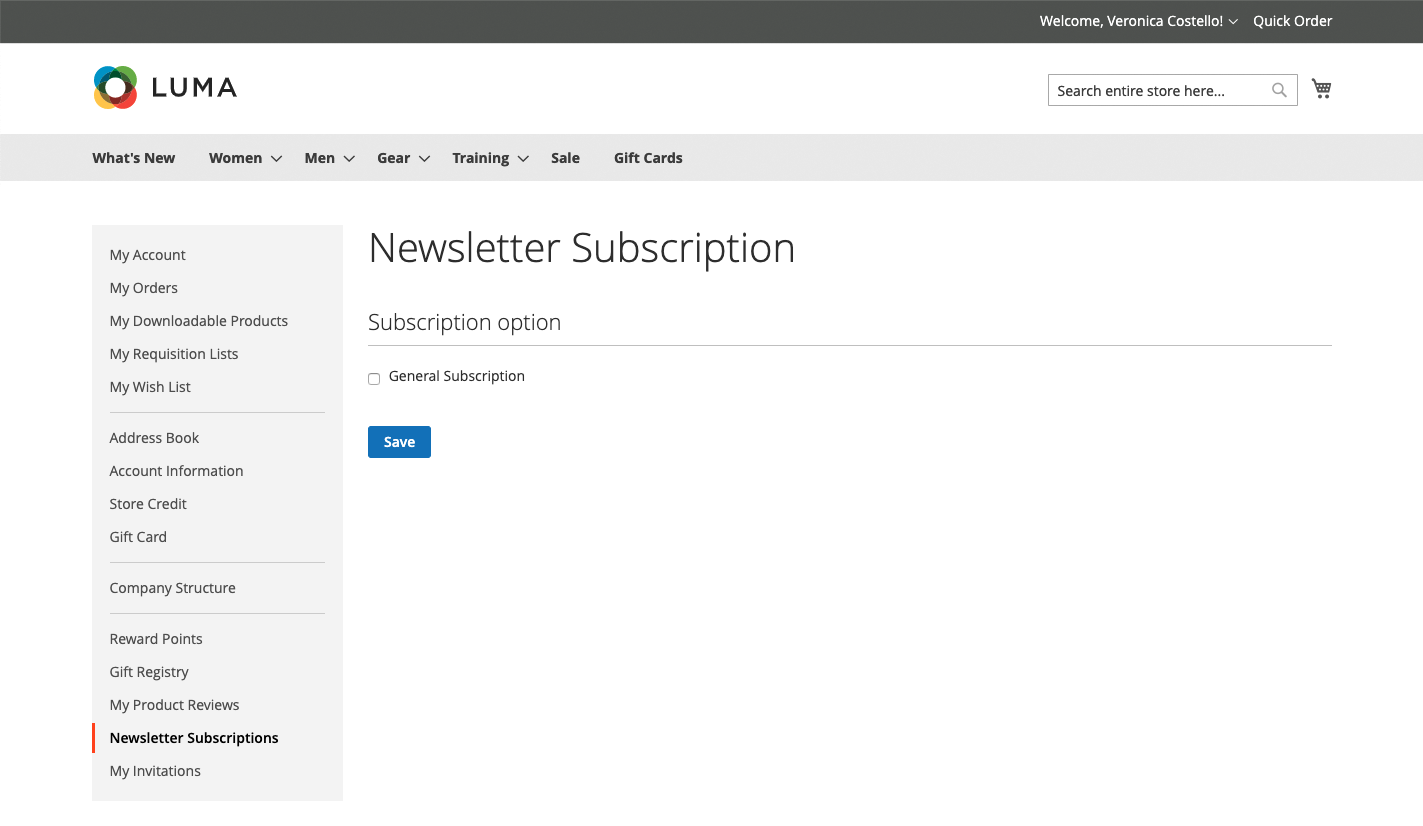 Welcome, Veronica Costello! Quick Order
LUMA
Search entire store here...
What's New Women Men Gear Training Sale Gift Cards
My Account
My Orders
My Downloadable Products
My Requisition Lists
My Wish List
Address Book
Account Information
Store Credit
Gift Card
Company Structure
Reward Points
Gift Registry
My Product Reviews
Newsletter Subscriptions
My Invitations
Newsletter Subscription
Subscription option
General Subscription
Save